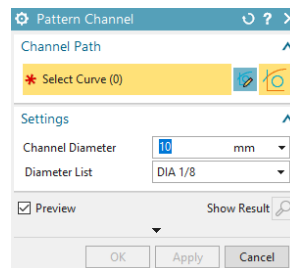 Pattern Channel
Channel Path
* Select Curve (0)
Settings
Channel Diameter 10 mm
Diameter List DIA 1/8
Preview Show Result
OK Apply Cancel